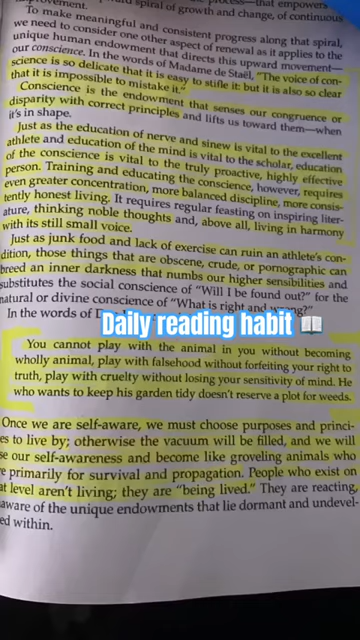 process—that empowers
improvement. spiral of growth and change, of continuous
To make meaningful and consistent progress along that spiral,
we need to consider one other aspect of renewal as it applies to the
unique human endowment that directs this upward movement—
our conscience. In the words of Madame de Staël, "The voice of con-
science is so delicate that it is easy to stifle it: but it is also so clear
that it is impossible to mistake it."
Conscience is the endowment that senses our congruence or
disparity with correct principles and lifts us toward them—when
it's in shape.
Just as the education of nerve and sinew is vital to the excellent
athlete and education of the mind is vital to the scholar, education
of the conscience is vital to the truly proactive, highly effective
person. Training and educating the conscience, however, requires
even greater concentration, more balanced discipline, more consis-
tently honest living. It requires regular feasting on inspiring liter-
ature, thinking noble thoughts and, above all, living in harmony
with its still small voice.
Just as junk food and lack of exercise can ruin an athlete's con-
dition, those things that are obscene, crude, or pornographic can
breed an inner darkness that numbs our higher sensibilities and
substitutes the social conscience of "Will I be found out?" for the
natural or divine conscience of "What is right and wrong?"
In the words of
Daily reading habit 📖
You cannot play with the animal in you without becoming
wholly animal, play with falsehood without forfeiting your right to
truth, play with cruelty without losing your sensitivity of mind. He
who wants to keep his garden tidy doesn't reserve a plot for weeds.
Once we are self-aware, we must choose purposes and princi-
es to live by; otherwise the vacuum will be filled, and we will
se our self-awareness and become like groveling animals who
e primarily for survival and propagation. People who exist on
at level aren't living; they are "being lived." They are reacting,
aware of the unique endowments that lie dormant and undevel-
ed within.